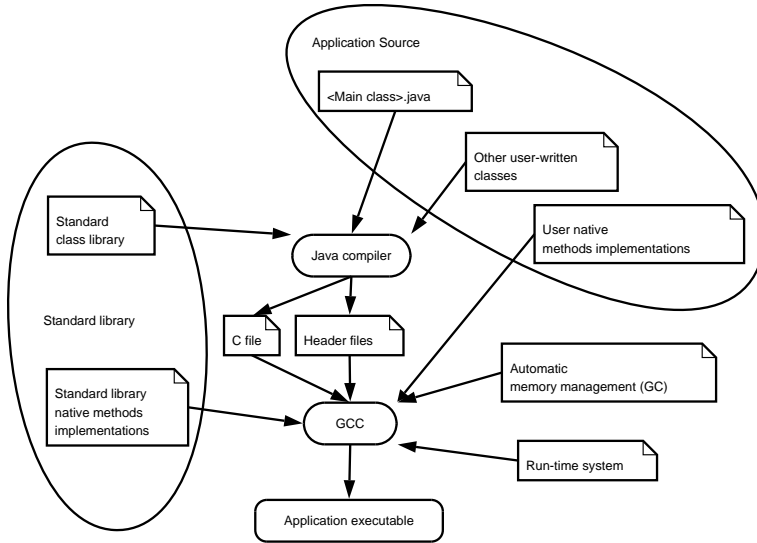 Application Source
<Main class>.java
Other user-written
classes
Standard
class library
User native
methods implementations
Java compiler
Standard library
C file
Header files
Automatic
memory management (GC)
Standard library
native methods
implementations
GCC
Run-time system
Application executable